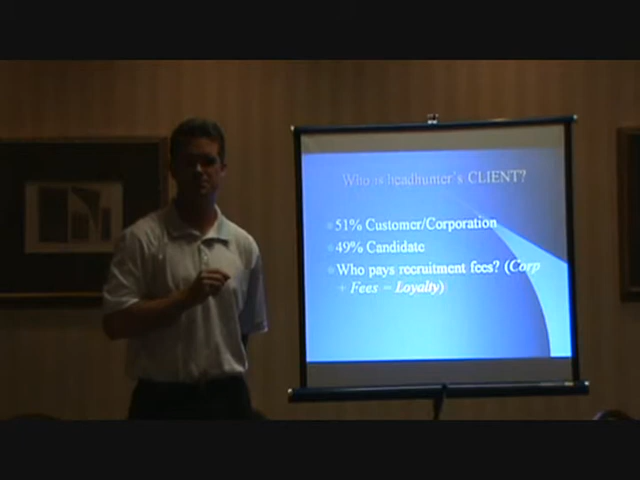 Who is headhunter's CLIENT?
51% Customer/Corporation
49% Candidate
Who pays recruitment fees? (Corp
+ Fees = Loyalty)